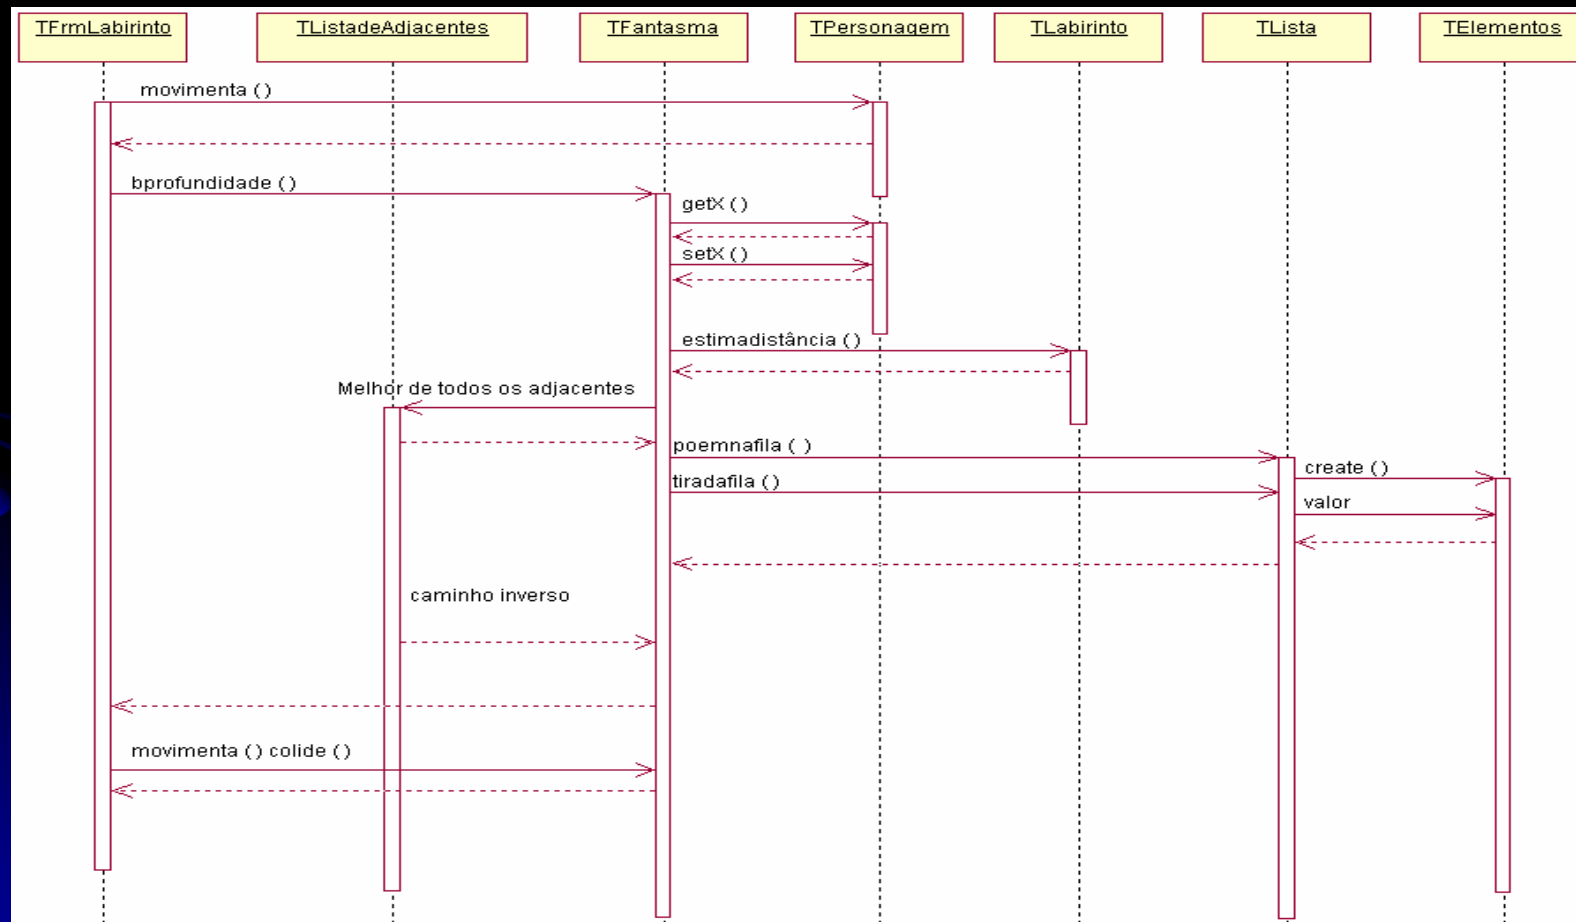 TFrmLabirinto TListadeAdjacentes TFantasma TPersonagem TLabirinto TLista TElementos
movimenta ( )
bprofundidade ( )
getX ( )
setX ( )
estimadistância ( )
Melhor de todos os adjacentes
poemnafila ( )
create ( )
tiradafila ( )
valor
caminho inverso
movimenta ( ) colide ( )